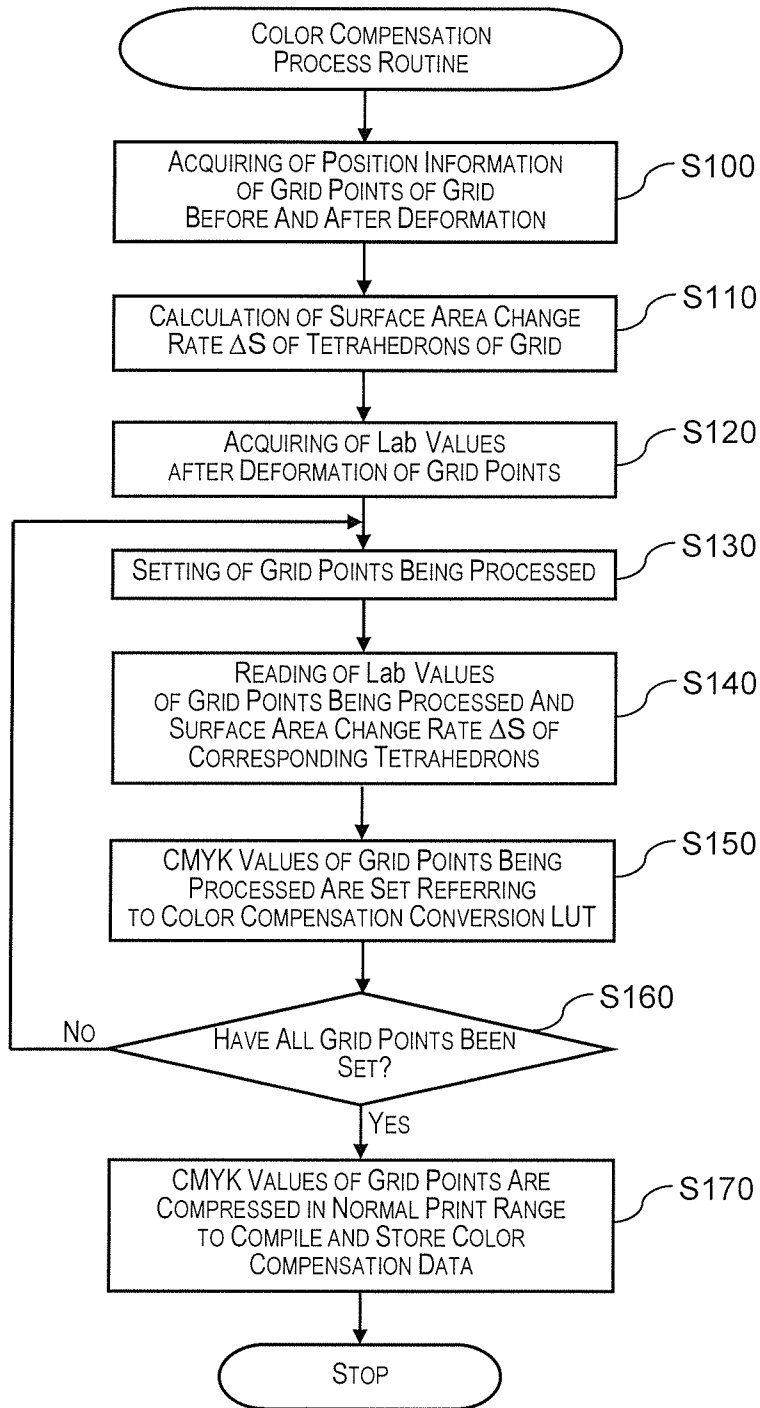 COLOR COMPENSATION
PROCESS ROUTINE
ACQUIRING OF POSITION INFORMATION
OF GRID POINTS OF GRID
BEFORE AND AFTER DEFORMATION
S100
CALCULATION OF SURFACE AREA CHANGE
RATE ΔS OF TETRAHEDRONS OF GRID
S110
ACQUIRING OF Lab VALUES
AFTER DEFORMATION OF GRID POINTS
S120
SETTING OF GRID POINTS BEING PROCESSED
S130
READING OF Lab VALUES
OF GRID POINTS BEING PROCESSED AND
SURFACE AREA CHANGE RATE ΔS OF
CORRESPONDING TETRAHEDRONS
S140
CMYK VALUES OF GRID POINTS BEING
PROCESSED ARE SET REFERRING
TO COLOR COMPENSATION CONVERSION LUT
S150
HAVE ALL GRID POINTS BEEN
SET?
S160
NO
YES
CMYK VALUES OF GRID POINTS ARE
COMPRESSED IN NORMAL PRINT RANGE
TO COMPILE AND STORE COLOR
COMPENSATION DATA
S170
STOP